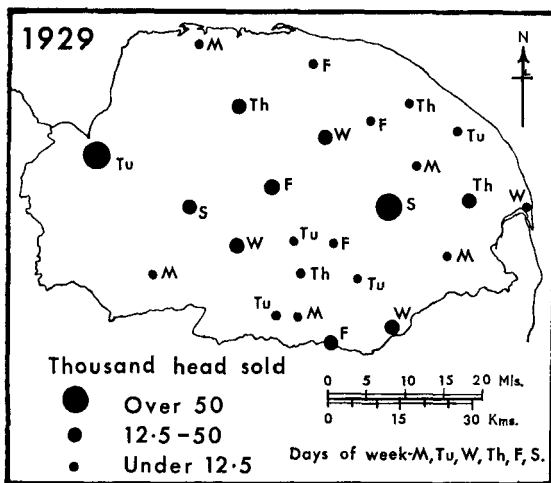 1929
M
F
N
Th
Th
F
W
Tu
Tu
M
F
Th
W
S
S
W
Tu
F
M
M
Th
Tu
Tu
M
W
F
Thousand head sold
Over 50
12·5–50
Under 12·5
0 5 10 15 20 Mls.
0 15 30 Kms.
Days of week-M, Tu, W, Th, F, S.